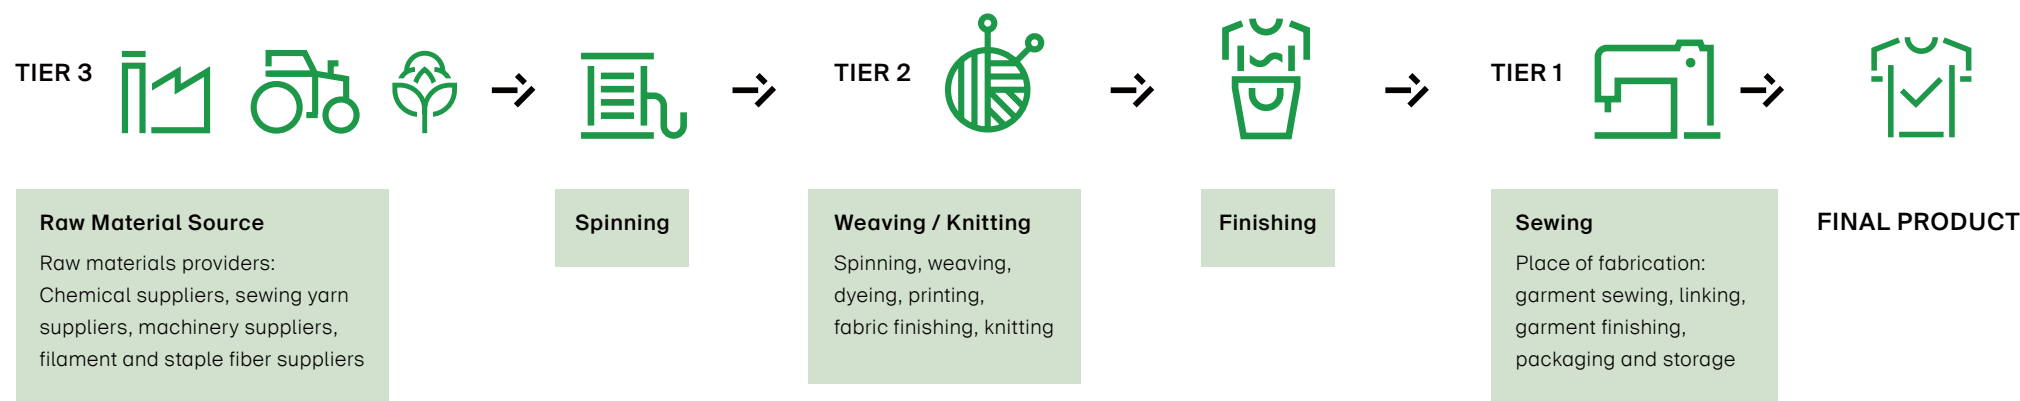 TIER 3
Raw Material Source
Raw materials providers:
Chemical suppliers, sewing yarn
suppliers, machinery suppliers,
filament and staple fiber suppliers
Spinning
TIER 2
Weaving / Knitting
Spinning, weaving,
dyeing, printing,
fabric finishing, knitting
Finishing
TIER 1
Sewing
Place of fabrication:
garment sewing, linking,
garment finishing,
packaging and storage
FINAL PRODUCT